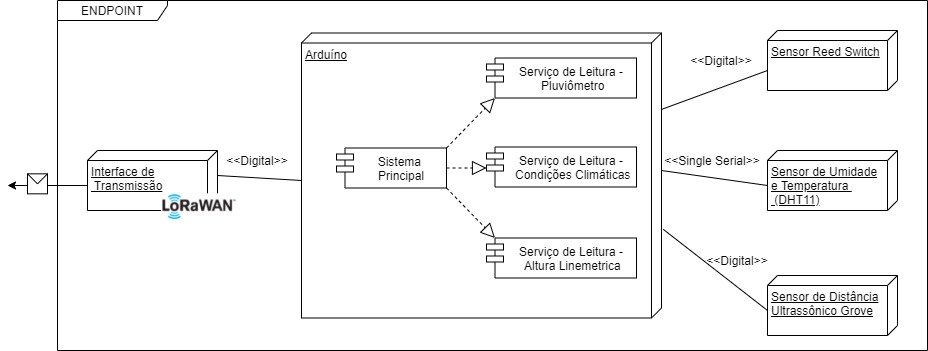 ENDPOINT
Arduíno
Serviço de Leitura -
Pluviômetro
Sistema
Principal
Serviço de Leitura -
Condições Climáticas
Serviço de Leitura -
Altura Linemetrica
<<Digital>>
Interface de
Transmissão
LoRaWAN
<<Digital>>
Sensor Reed Switch
<<Single Serial>>
Sensor de Umidade
e Temperatura
(DHT11)
<<Digital>>
Sensor de Distância
Ultrassônico Grove